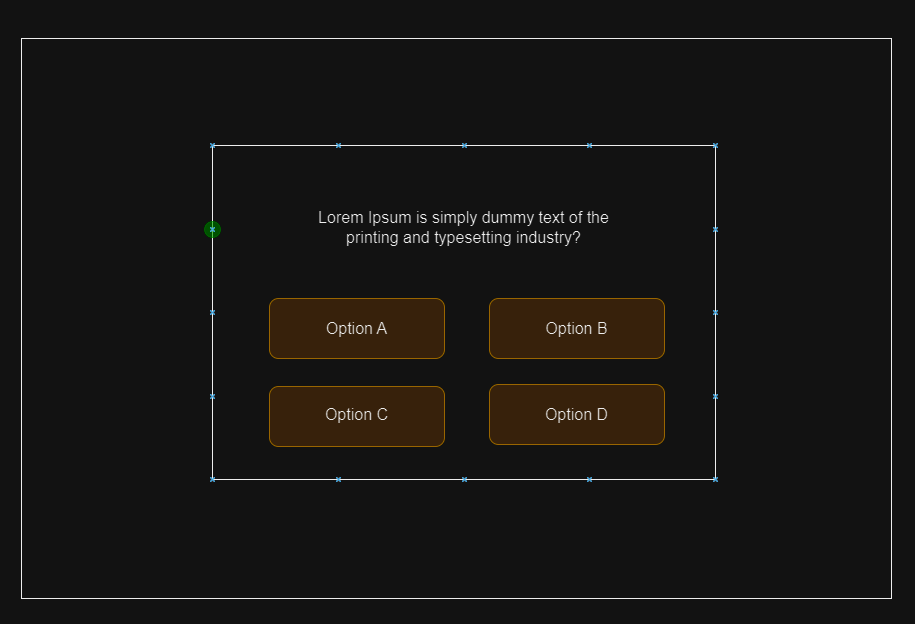 Lorem Ipsum is simply dummy text of the
printing and typesetting industry?
Option A
Option B
Option C
Option D